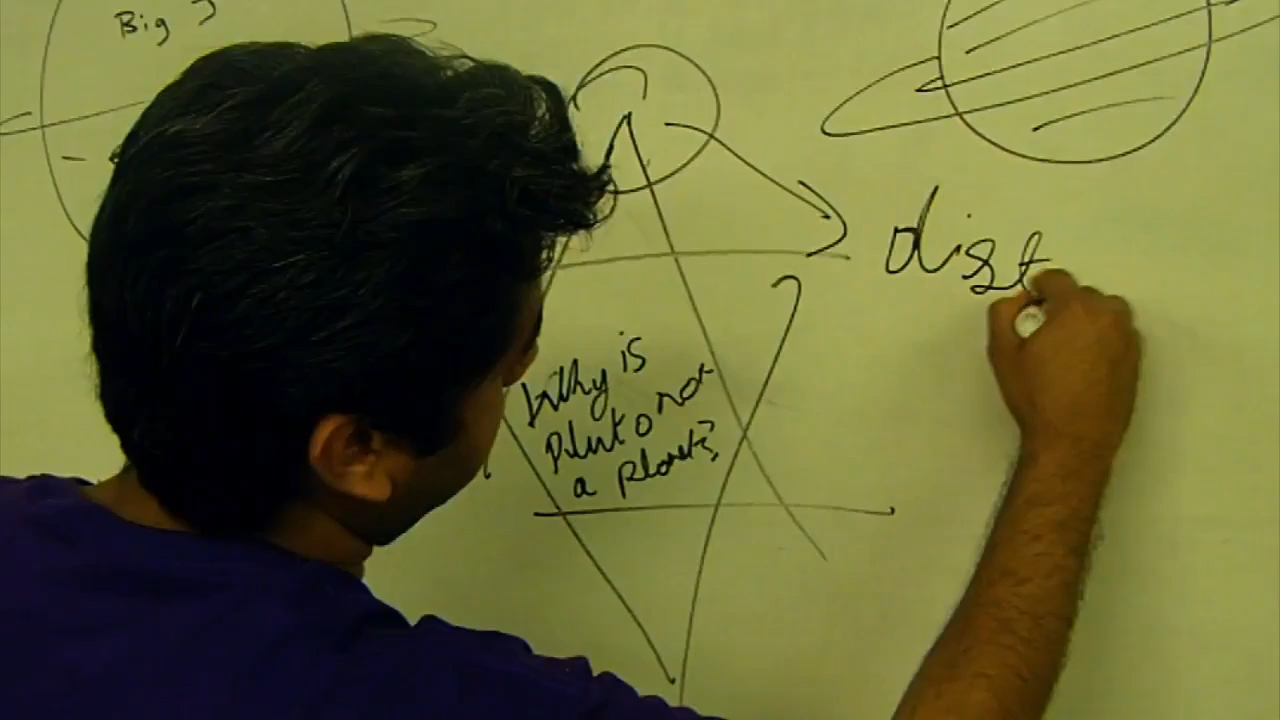 Big
dist
Why is
Pluto not
a planet?